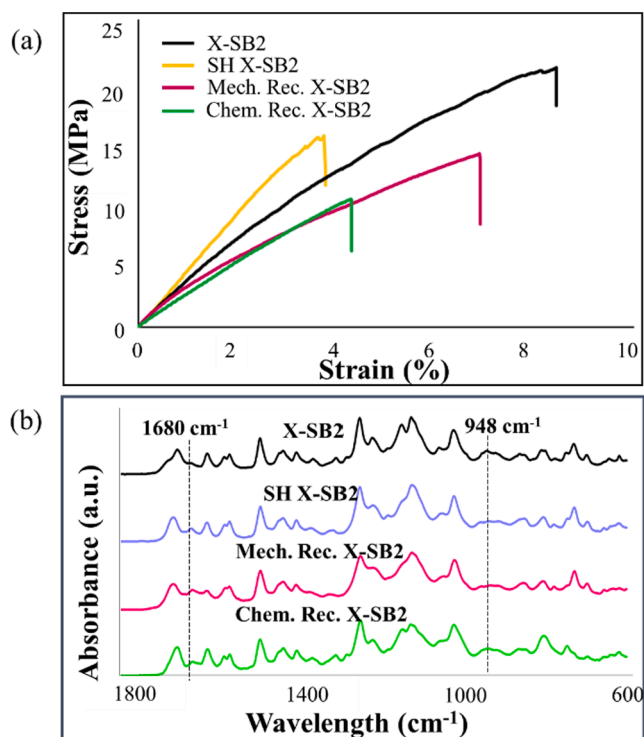 (a)
25
20
15
10
5
0
Stress (MPa)
X-SB2
SH X-SB2
Mech. Rec. X-SB2
Chem. Rec. X-SB2
0 2 4 6 8 10
Strain (%)
(b)
1680 cm-1
948 cm-1
X-SB2
SH X-SB2
Mech. Rec. X-SB2
Chem. Rec. X-SB2
Absorbance (a.u.)
1800 1400 1000 600
Wavelength (cm-1)